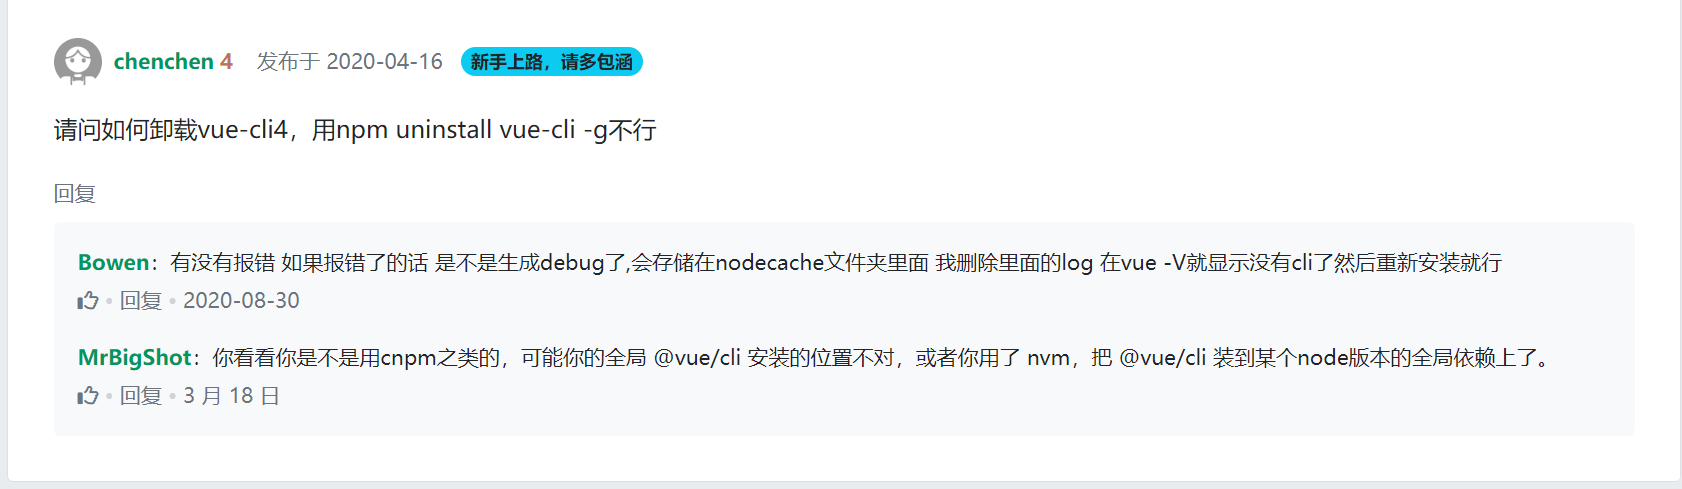 chenchen 4 发布于 2020-04-16 新手上路，请多包涵
请问如何卸载vue-cli4，用npm uninstall vue-cli -g不行
回复
Bowen：有没有报错 如果报错了的话 是不是生成debug了,会存储在nodecache文件夹里面 我删除里面的log 在vue -V就显示没有cli了然后重新安装就行
• 回复 • 2020-08-30
MrBigShot：你看看你是不是用cnpm之类的，可能你的全局 @vue/cli 安装的位置不对，或者你用了 nvm，把 @vue/cli 装到某个node版本的全局依赖上了。
• 回复 • 3 月 18 日